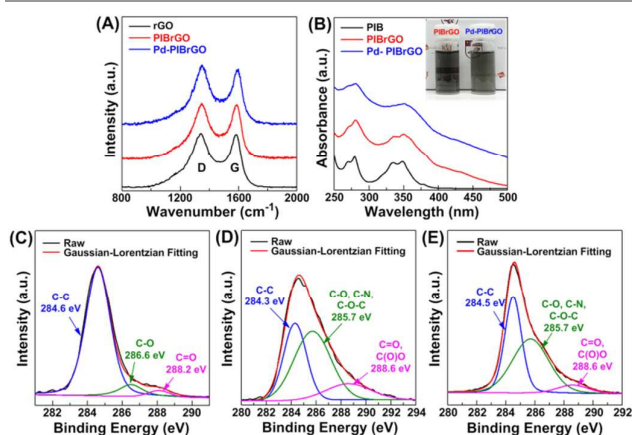 (A)
rGO
PIBrGO
Pd-PIBrGO
Intensity (a.u.)
D
G
800
1200
1600
2000
Wavenumber (cm-1)
(B)
PIB
PIBrGO
Pd- PIBrGO
PIBrGO Pd-PIBrGO
Absorbance (a.u.)
250 300 350 400 450 500
Wavelength (nm)
(C)
Raw
Gaussian-Lorentzian Fitting
C-C
284.6 eV
C-O
286.6 eV
C=O
288.2 eV
Intensity (a.u.)
282 284 286 288 290
Binding Energy (eV)
(D)
Raw
Gaussian-Lorentzian Fitting
C-C
284.3 eV
C-O, C-N,
C-O-C
285.7 eV
C=O,
C(O)O
288.6 eV
Intensity (a.u.)
280 282 284 286 288 290 292 294
Binding Energy (eV)
(E)
Raw
Gaussian-Lorentzian Fitting
C-C
284.5 eV
C-O, C-N,
C-O-C
285.7 eV
C=O,
C(O)O
288.6 eV
Intensity (a.u.)
280 282 284 286 288 290 292
Binding Energy (eV)